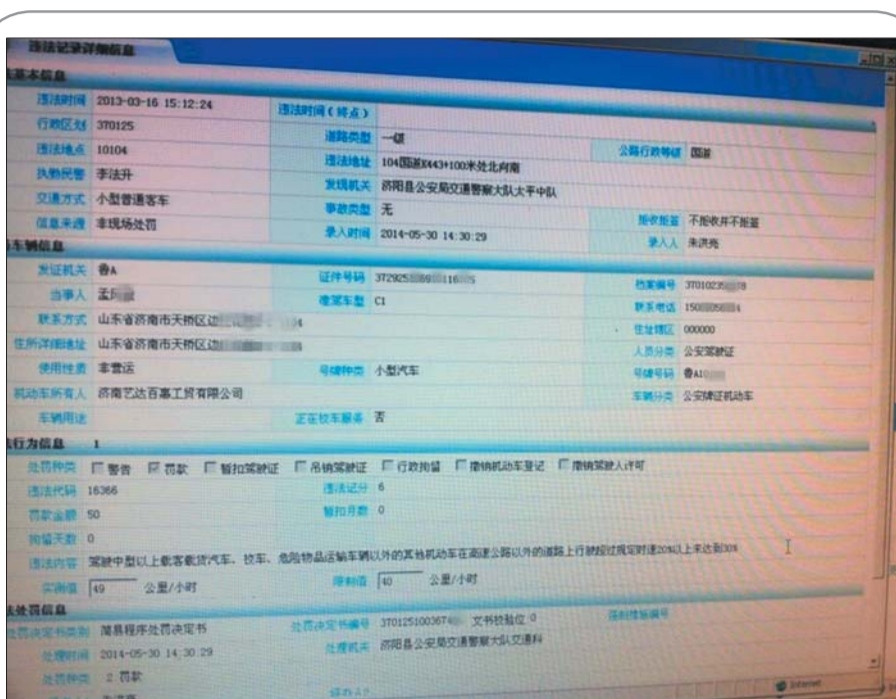 违法记录详细信息
法基本信息
违法时间 2013-03-16 15:12:24 违法时间(终点)
行政区划 370125 道路类型 一级 公路行政等级 国道
违法地点 10104 违法地址 104国道K443+100米处北向南
执勤民警 李法升 发现机关 济阳县公安局交通警察大队太平中队
交通方式 小型普通客车 事故类型 无 拒收拒签 不拒收并不拒签
信息来源 非现场处罚 录入时间 2014-05-30 14:30:29 录入人 朱洪亮
车辆信息
发证机关 鲁A 证件号码 372925 116 5 档案编号 37010235 78
当事人 孟 准驾车型 C1 联系电话 150 05 4
联系方式 山东省济南市天桥区边 4 住址辖区 000000
住所详细地址 山东省济南市天桥区边 人员分类 公安驾驶证
使用性质 非营运 号牌种类 小型汽车 号牌号码 鲁A1
机动车所有人 济南艺达百惠工贸有限公司 车辆分类 公安牌证机动车
车辆用途 正在校车服务 否
法行为信息 1
处罚种类 警告 罚款 暂扣驾驶证 吊销驾驶证 行政拘留 撤销机动车登记 撤销驾驶人许可
违法代码 16366 违法记分 6
罚款金额 50 暂扣月数 0
拘留天数 0
违法内容 驾驶中型以上载客载货汽车、校车、危险物品运输车辆以外的其他机动车在高速公路以外的道路上行驶超过规定时速20%以上未达到30%
实测值 49 公里/小时 限制值 40 公里/小时
法处罚信息
处罚决定书类别 简易程序处罚决定书 处罚决定书编号 3701251003674 文书校验位 0 强制措施编号
处理时间 2014-05-30 14:30:29 处理机关 济阳县公安局交通警察大队交通科
处罚种类 2 罚款
Internet